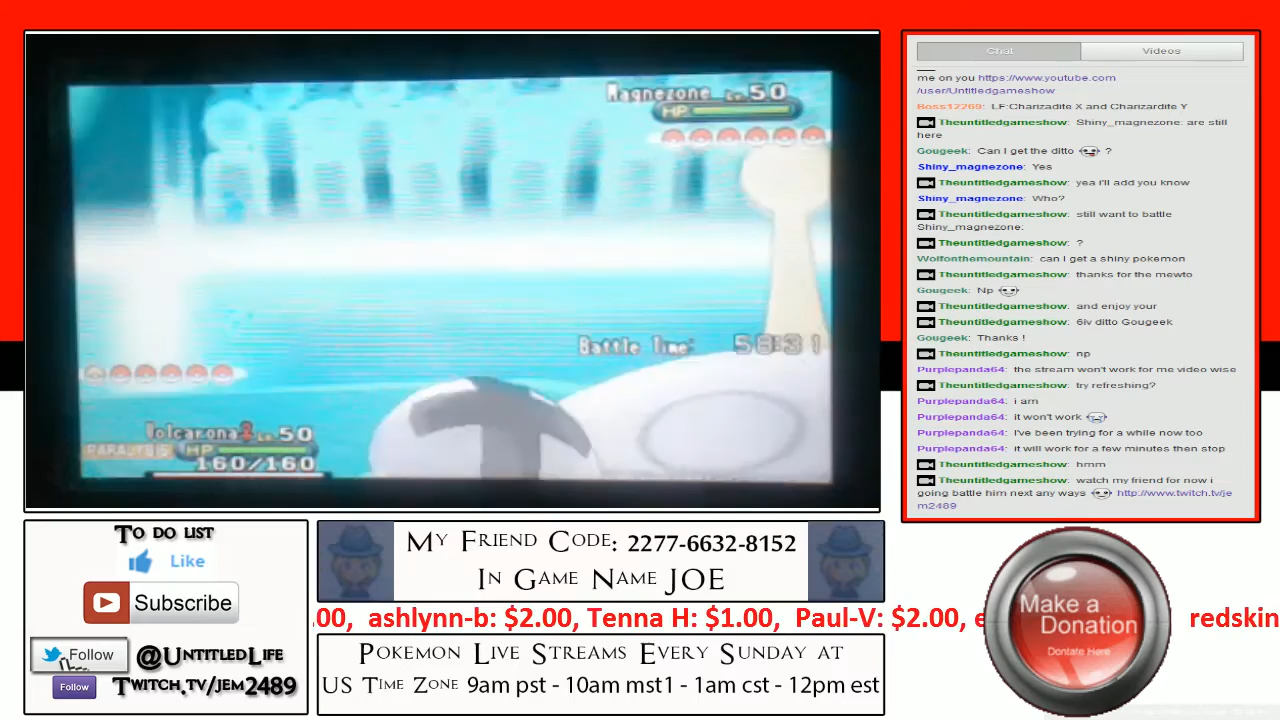 Magnezone Lv.50
HP
Battle Time 58:31
Volcarona Lv.50
PARALYSIS HP
160/160
Chat Videos
me on you https://www.youtube.com
/user/Untitledgameshow
Boss12269: LF:Charizadite X and Charizardite Y
Theuntitledgameshow: Shiny_magnezone: are still
here
Gougeek: Can I get the ditto ?
Shiny_magnezone: Yes
Theuntitledgameshow: yea I'll add you know
Shiny_magnezone: Who?
Theuntitledgameshow: still want to battle
Shiny_magnezone:
Theuntitledgameshow: ?
Wolfonthemountain: can I get a shiny pokemon
Theuntitledgameshow: thanks for the mewto
Gougeek: Np
Theuntitledgameshow: and enjoy your
Theuntitledgameshow: 6iv ditto Gougeek
Gougeek: Thanks !
Theuntitledgameshow: np
Purplepanda64: the stream won't work for me video wise
Theuntitledgameshow: try refreshing?
Purplepanda64: i am
Purplepanda64: it won't work
Purplepanda64: I've been trying for a while now too
Purplepanda64: it will work for a few minutes then stop
Theuntitledgameshow: hmm
Theuntitledgameshow: watch my friend for now i
going battle him next any ways http://www.twitch.tv/je
m2489
To do list
Like
Subscribe
Follow @UntitledLife
Follow Twitch.tv/jem2489
My Friend Code: 2277-6632-8152
In Game Name JOE
.00, ashlynn-b: $2.00, Tenna H: $1.00, Paul-V: $2.00, e redskin
Pokemon Live Streams Every Sunday at
US Time Zone 9am pst - 10am mst1 - 1am cst - 12pm est
Make a
Donation
Dontate Here